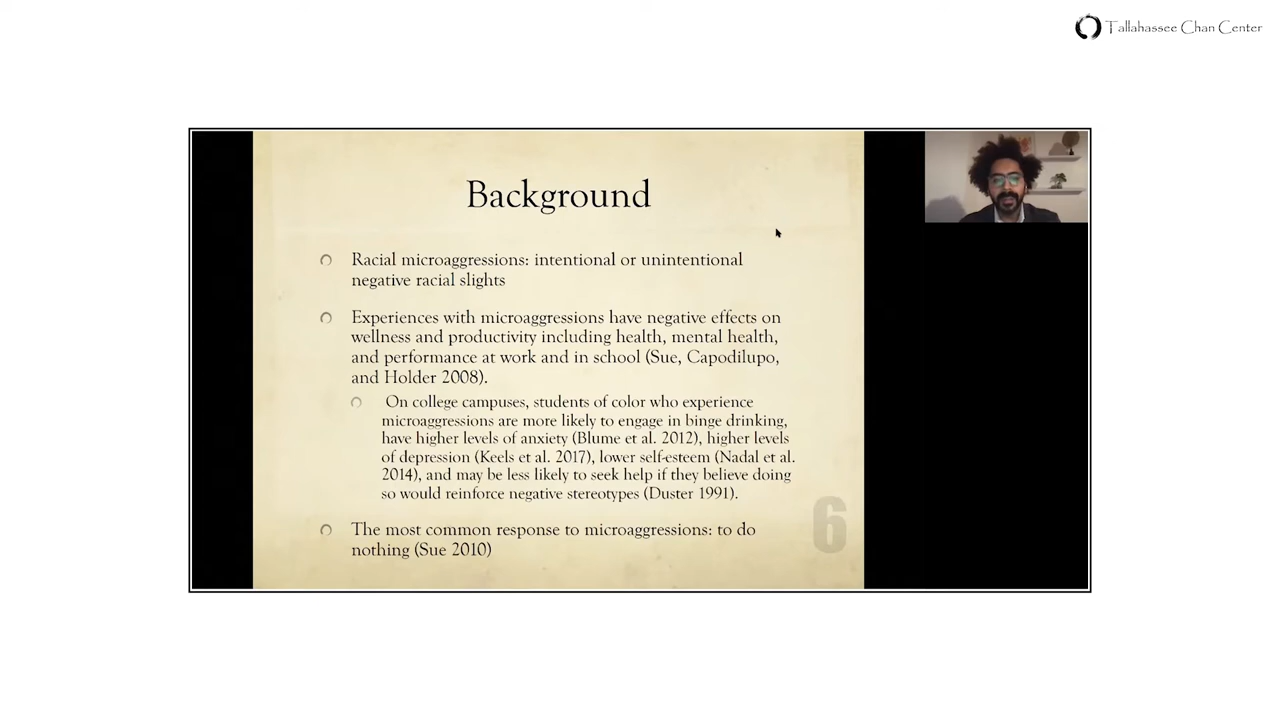 Tallahassee Chan Center
Background
Racial microaggressions: intentional or unintentional
negative racial slights
Experiences with microaggressions have negative effects on
wellness and productivity including health, mental health,
and performance at work and in school (Sue, Capodilupo,
and Holder 2008).
On college campuses, students of color who experience
microaggressions are more likely to engage in binge drinking,
have higher levels of anxiety (Blume et al. 2012), higher levels
of depression (Keels et al. 2017), lower self-esteem (Nadal et al.
2014), and may be less likely to seek help if they believe doing
so would reinforce negative stereotypes (Duster 1991).
The most common response to microaggressions: to do
nothing (Sue 2010)
6